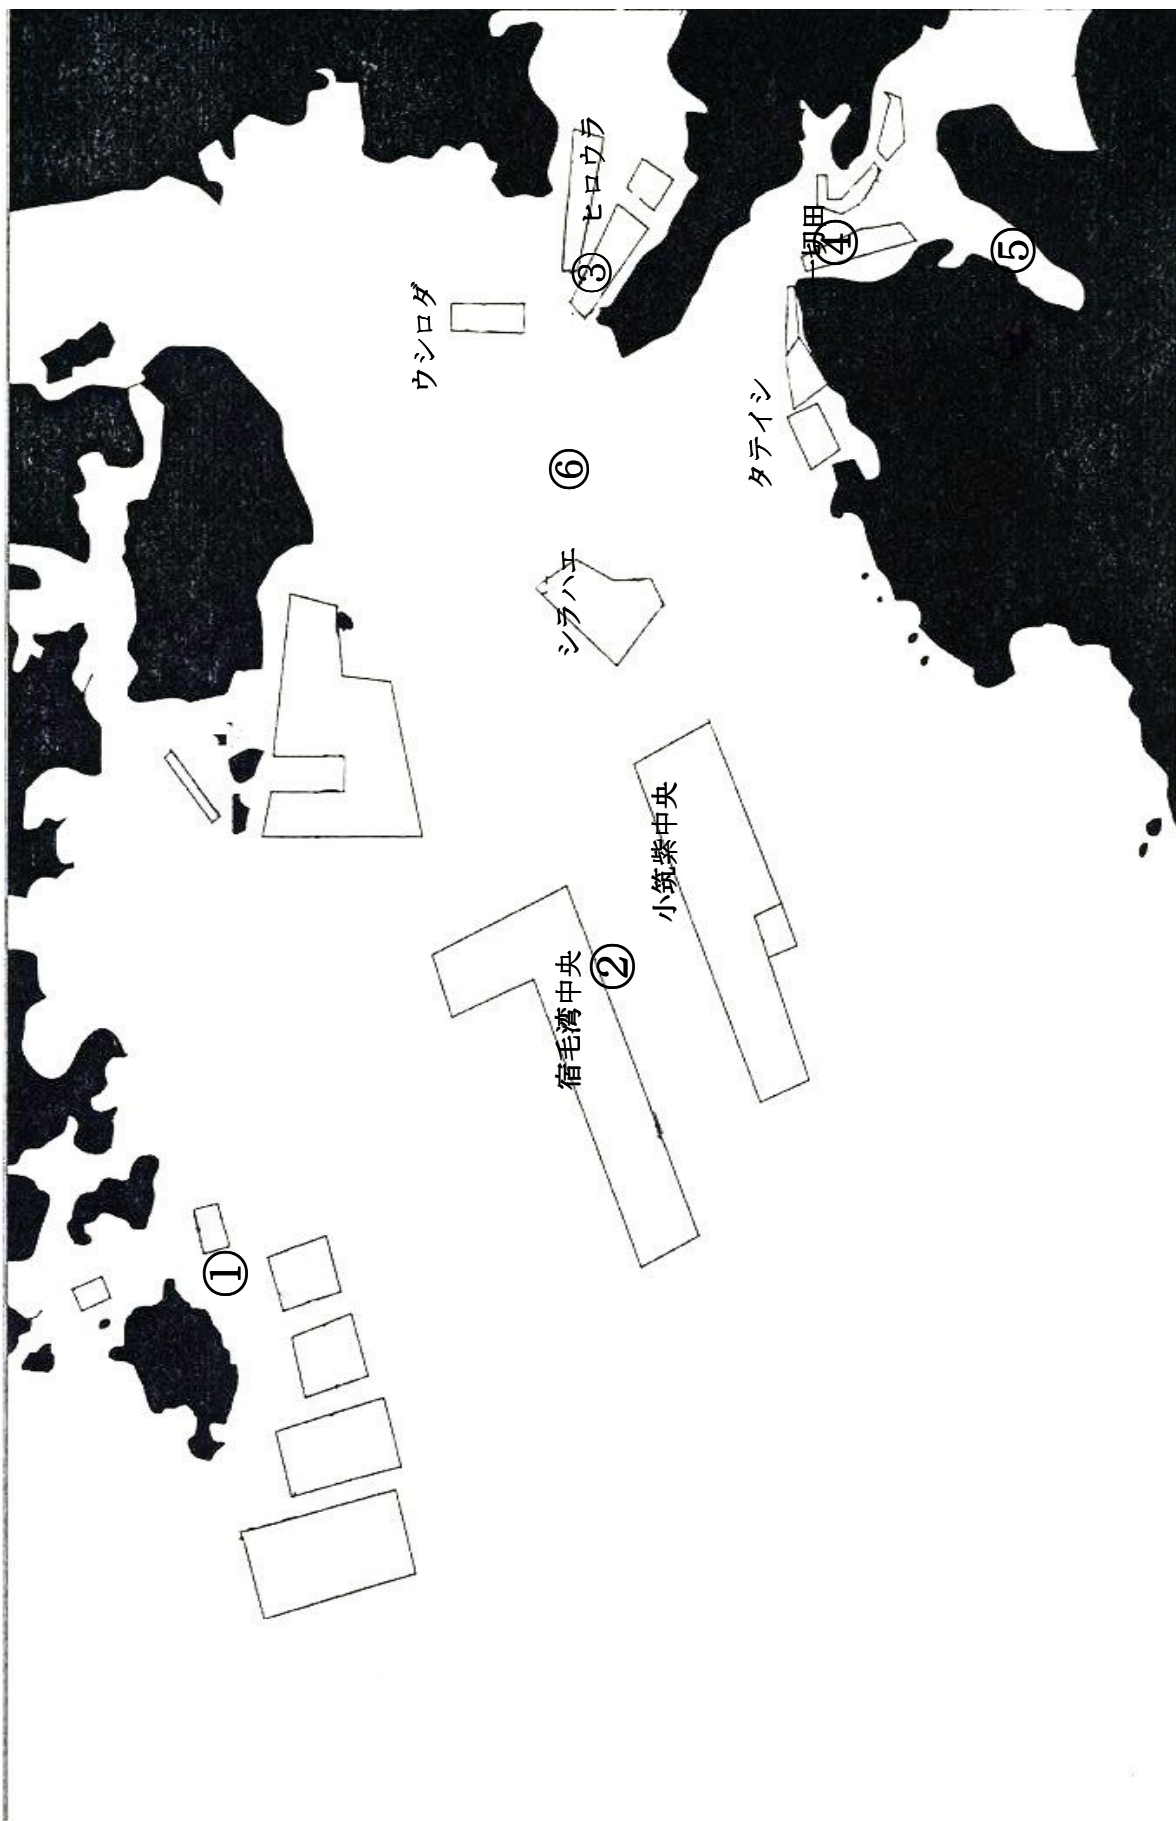 ①
ウシロダ
宿毛湾中央
シラハエ
⑥
ヒロウラ
③
②
小筑紫中央
タテイシ
一切田
④
⑤